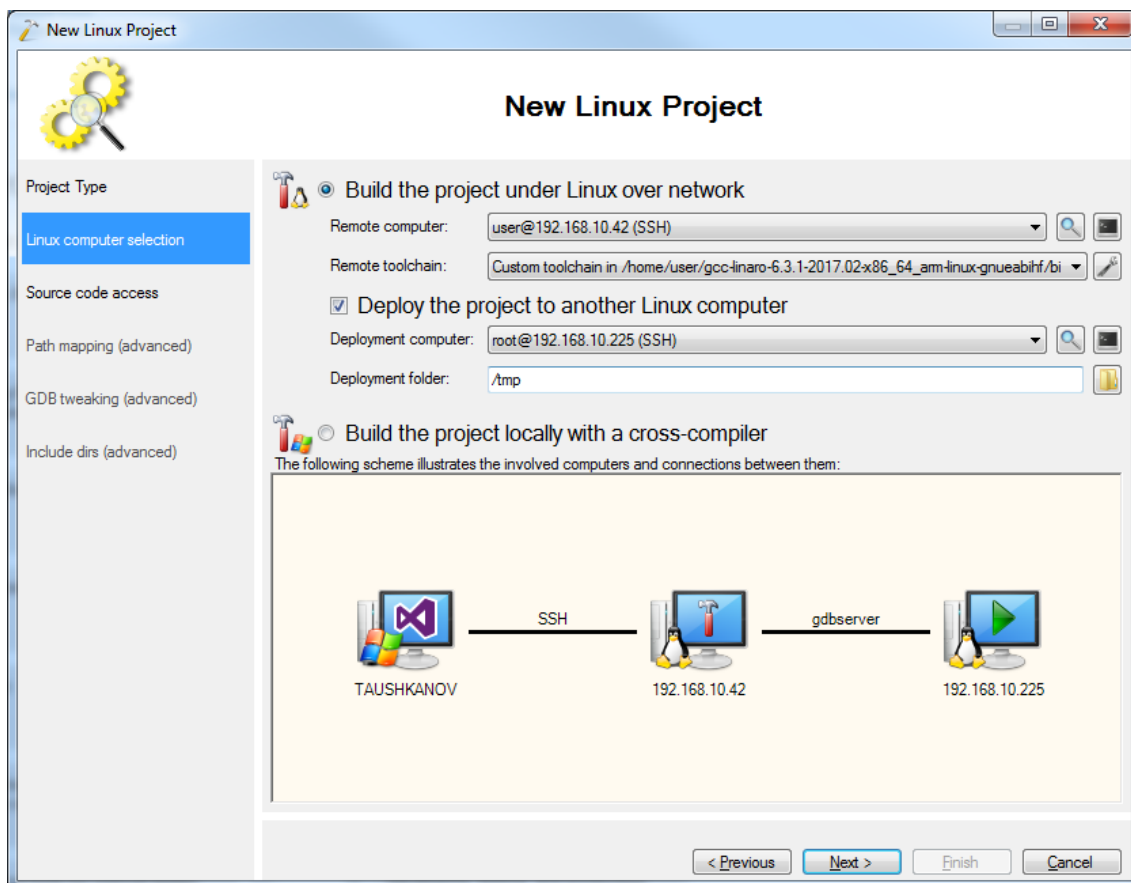 New Linux Project
New Linux Project
Project Type
Linux computer selection
Source code access
Path mapping (advanced)
GDB tweaking (advanced)
Include dirs (advanced)
Build the project under Linux over network
Remote computer: user@192.168.10.42 (SSH)
Remote toolchain: Custom toolchain in /home/user/gcc-linaro-6.3.1-2017.02-x86_64_arm-linux-gnueabihf/bi
Deploy the project to another Linux computer
Deployment computer: root@192.168.10.225 (SSH)
Deployment folder: /tmp
Build the project locally with a cross-compiler
The following scheme illustrates the involved computers and connections between them:
SSH gdbserver
TAUSHKANOV 192.168.10.42 192.168.10.225
< Previous Next > Finish Cancel